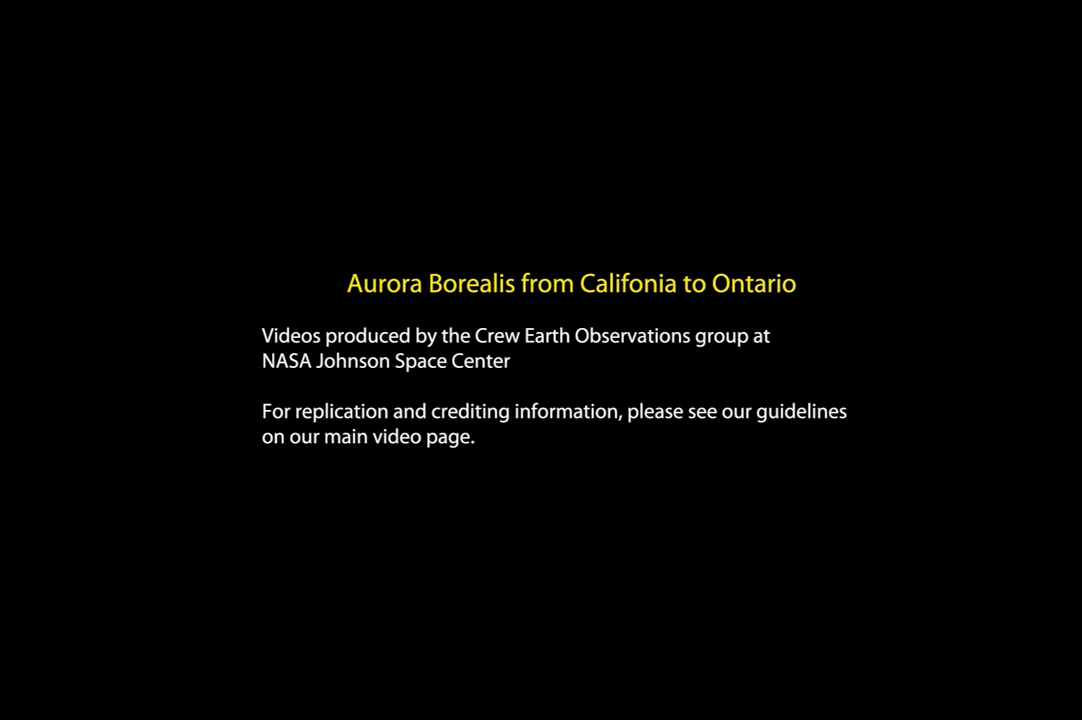 Aurora Borealis from Califonia to Ontario
Videos produced by the Crew Earth Observations group at
NASA Johnson Space Center
For replication and crediting information, please see our guidelines
on our main video page.